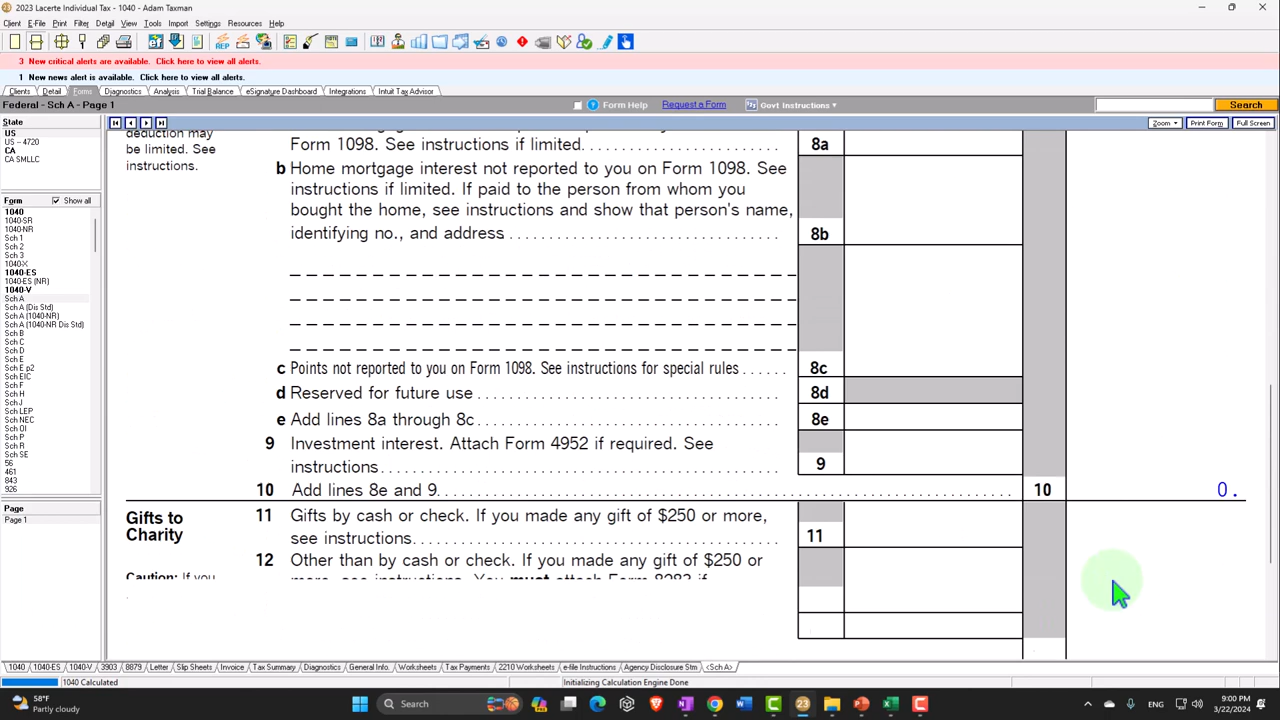 2023 Lacerte Individual Tax - 1040 - Adam Taxman
Client E-File Print Filter Detail View Tools Import Settings Resources Help
3 New critical alerts are available. Click here to view all alerts.
1 New news alert is available. Click here to view all alerts.
Clients Detail Forms Diagnostics Analysis Trial Balance eSignature Dashboard Integrations Intuit Tax Advisor
Federal - Sch A - Page 1 Form Help Request a Form Govt Instructions Search
State
US
US - 4720
CA
CA SMLLC
Zoom Print Form Full Screen
Form Show all
1040
1040-SR
1040-NR
Sch 1
Sch 2
Sch 3
1040-X
1040-ES
1040-ES (NR)
1040-V
Sch A
Sch A (Dis Std)
Sch A (1040-NR)
Sch A (1040-NR Dis Std)
Sch B
Sch C
Sch D
Sch E
Sch E p2
Sch EIC
Sch F
Sch H
Sch J
Sch LEP
Sch NEC
Sch OI
Sch P
Sch R
Sch SE
56
461
843
926
Page
Page 1
deduction may
be limited. See
instructions.
Form 1098. See instructions if limited. 8a
b Home mortgage interest not reported to you on Form 1098. See
instructions if limited. If paid to the person from whom you
bought the home, see instructions and show that person's name,
identifying no., and address 8b
c Points not reported to you on Form 1098. See instructions for special rules 8c
d Reserved for future use 8d
e Add lines 8a through 8c 8e
9 Investment interest. Attach Form 4952 if required. See
instructions 9
10 Add lines 8e and 9. 10 0.
Gifts to
Charity
11 Gifts by cash or check. If you made any gift of $250 or more,
see instructions. 11
12 Other than by cash or check. If you made any gift of $250 or
more, see instructions. You must attach Form 8283 if
Caution: If you
1040 1040-ES 1040-V 3903 8879 Letter Slip Sheets Invoice Tax Summary Diagnostics General Info. Worksheets Tax Payments 2210 Worksheets e-file Instructions Agency Disclosure Stm <Sch A>
1040 Calculated Initializing Calculation Engine Done
58°F
Partly cloudy
Search
23
ENG
9:00 PM
3/22/2024